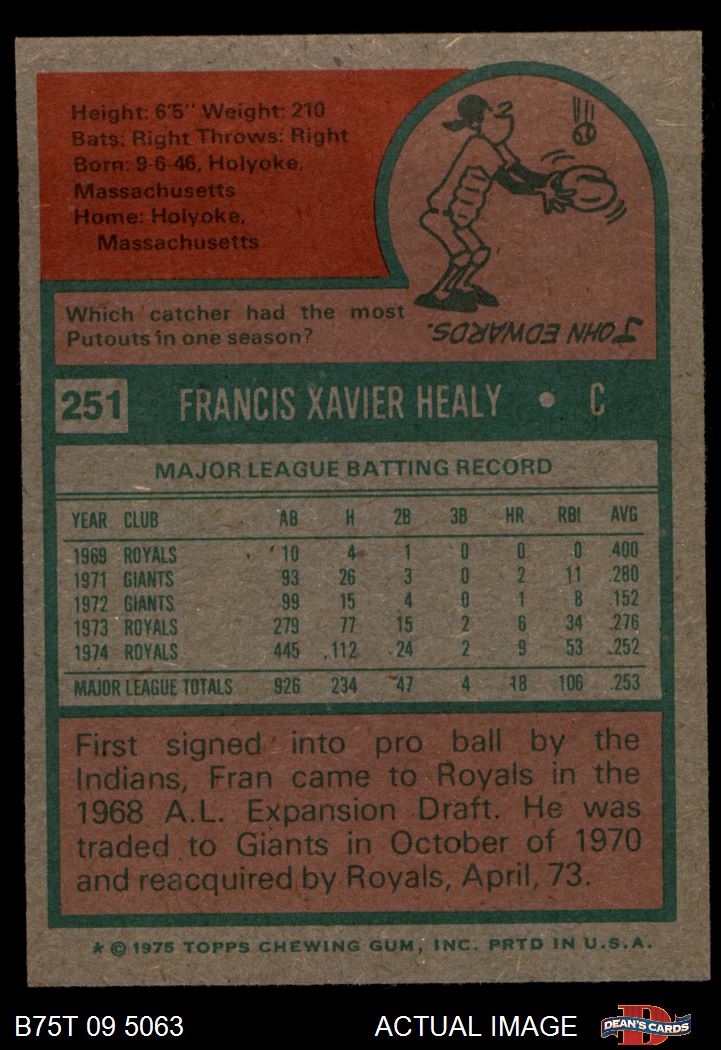 Height: 6'5" Weight: 210
Bats: Right Throws: Right
Born: 9-6-46, Holyoke,
Massachusetts
Home: Holyoke,
Massachusetts
Which catcher had the most
Putouts in one season?
JOHN EDWARDS.
251 FRANCIS XAVIER HEALY • C
MAJOR LEAGUE BATTING RECORD
YEAR CLUB AB H 2B 3B HR RBI AVG
1969 ROYALS 10 4 1 0 0 0 .400
1971 GIANTS 93 26 3 0 2 11 .280
1972 GIANTS 99 15 4 0 1 8 .152
1973 ROYALS 279 77 15 2 6 34 .276
1974 ROYALS 445 112 24 2 9 53 .252
MAJOR LEAGUE TOTALS 926 234 47 4 18 106 .253
First signed into pro ball by the
Indians, Fran came to Royals in the
1968 A.L. Expansion Draft. He was
traded to Giants in October of 1970
and reacquired by Royals, April, 73.
* © 1975 TOPPS CHEWING GUM, INC. PRTD IN U.S.A.
B75T 09 5063 ACTUAL IMAGE DEAN'S CARDS